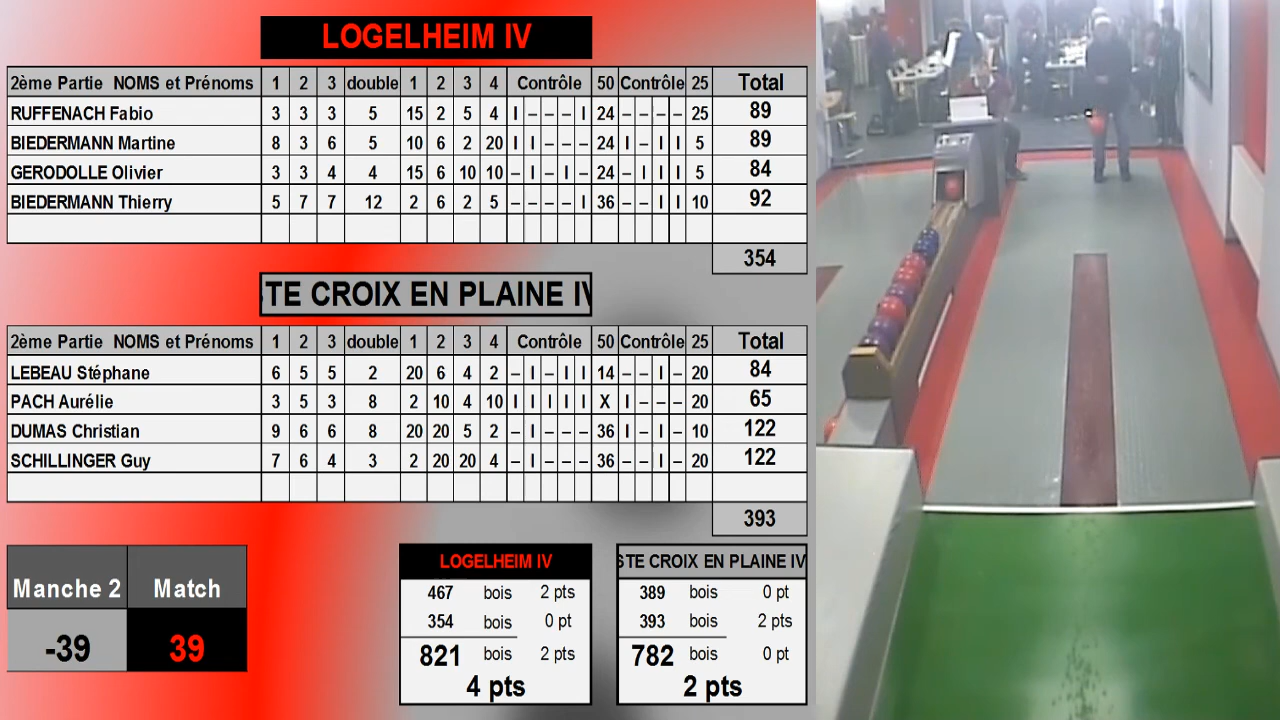 LOGELHEIM IV
2ème Partie NOMS et Prénoms 1 2 3 double 1 2 3 4 Contrôle 50 Contrôle 25 Total
RUFFENACH Fabio 3 3 3 5 15 2 5 4 I – – – I 24 – – – – 25 89
BIEDERMANN Martine 8 3 6 5 10 6 2 20 I I – – – 24 I – I I 5 89
GERODOLLE Olivier 3 3 4 4 15 6 10 10 – I – I – 24 – I I I 5 84
BIEDERMANN Thierry 5 7 7 12 2 6 2 5 – – – – I 36 – – I I 10 92
354
STE CROIX EN PLAINE IV
2ème Partie NOMS et Prénoms 1 2 3 double 1 2 3 4 Contrôle 50 Contrôle 25 Total
LEBEAU Stéphane 6 5 5 2 20 6 4 2 – I – I I 14 – – I – 20 84
PACH Aurélie 3 5 3 8 2 10 4 10 I I I I I X I – – – 20 65
DUMAS Christian 9 6 6 8 20 20 5 2 – I – – – 36 I – I – 10 122
SCHILLINGER Guy 7 6 4 3 2 20 20 4 – I – – – 36 – – I – 20 122
393
Manche 2 Match
-39 39
LOGELHEIM IV
467 bois 2 pts
354 bois 0 pt
821 bois 2 pts
4 pts
STE CROIX EN PLAINE IV
389 bois 0 pt
393 bois 2 pts
782 bois 0 pt
2 pts